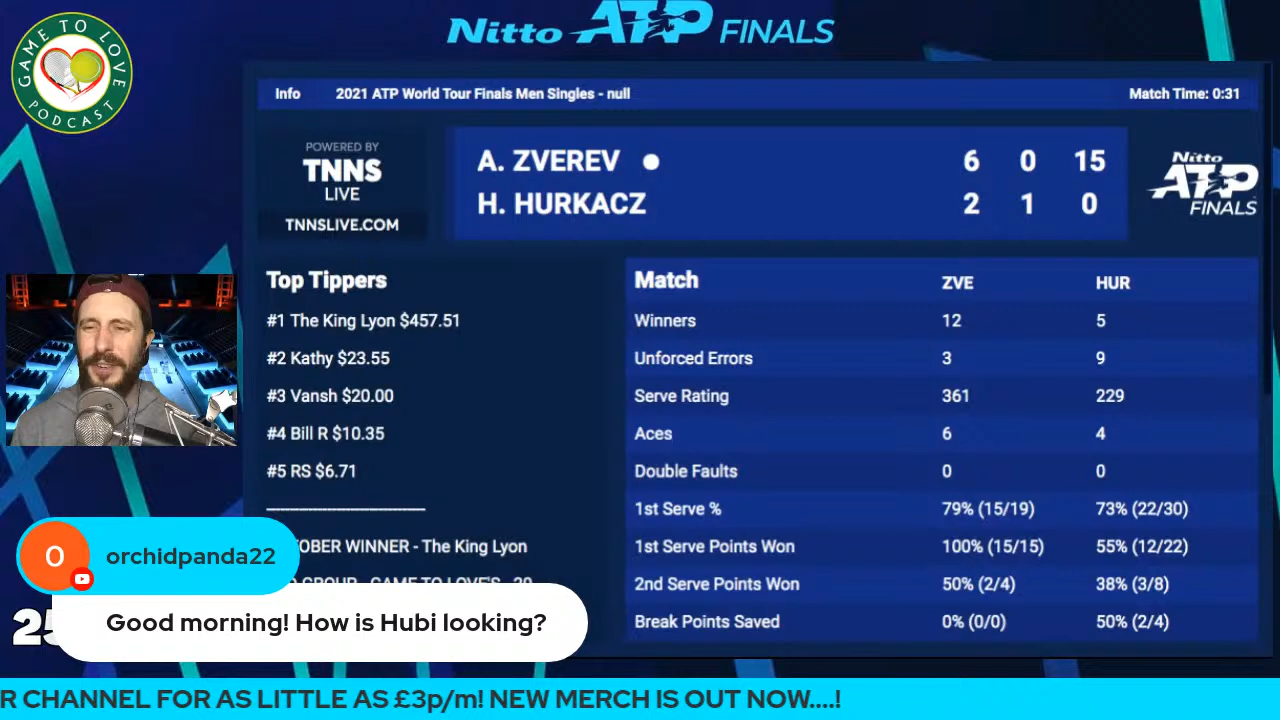 GAME TO LOVE
PODCAST
Nitto ATP FINALS
Info 2021 ATP World Tour Finals Men Singles - null Match Time: 0:31
POWERED BY
TNNS
LIVE
TNNSLIVE.COM
A. ZVEREV 6 0 15
H. HURKACZ 2 1 0
Nitto
ATP
FINALS
Top Tippers
#1 The King Lyon $457.51
#2 Kathy $23.55
#3 Vansh $20.00
#4 Bill R $10.35
#5 RS $6.71
------------------------------------
OBER WINNER - The King Lyon
GROUP - GAME TO LOVE'S - 20
Match ZVE HUR
Winners 12 5
Unforced Errors 3 9
Serve Rating 361 229
Aces 6 4
Double Faults 0 0
1st Serve % 79% (15/19) 73% (22/30)
1st Serve Points Won 100% (15/15) 55% (12/22)
2nd Serve Points Won 50% (2/4) 38% (3/8)
Break Points Saved 0% (0/0) 50% (2/4)
O
orchidpanda22
Good morning! How is Hubi looking?
25
R CHANNEL FOR AS LITTLE AS £3p/m! NEW MERCH IS OUT NOW....!